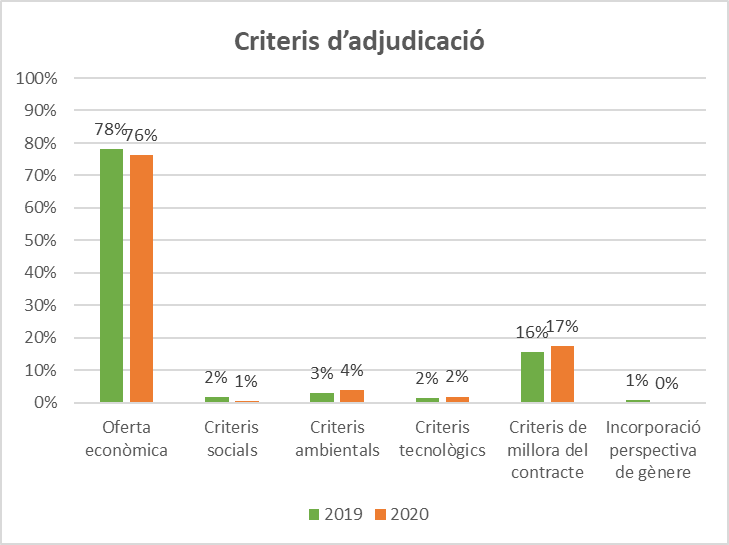 Criteris d’adjudicació
100%
90%
80%
70%
60%
50%
40%
30%
20%
10%
0%
78%
76%
2%
1%
3%
4%
2%
2%
16%
17%
1%
0%
Oferta
econòmica
Criteris
socials
Criteris
ambientals
Criteris
tecnològics
Criteris de
millora del
contracte
Incorporació
perspectiva
de gènere
2019
2020